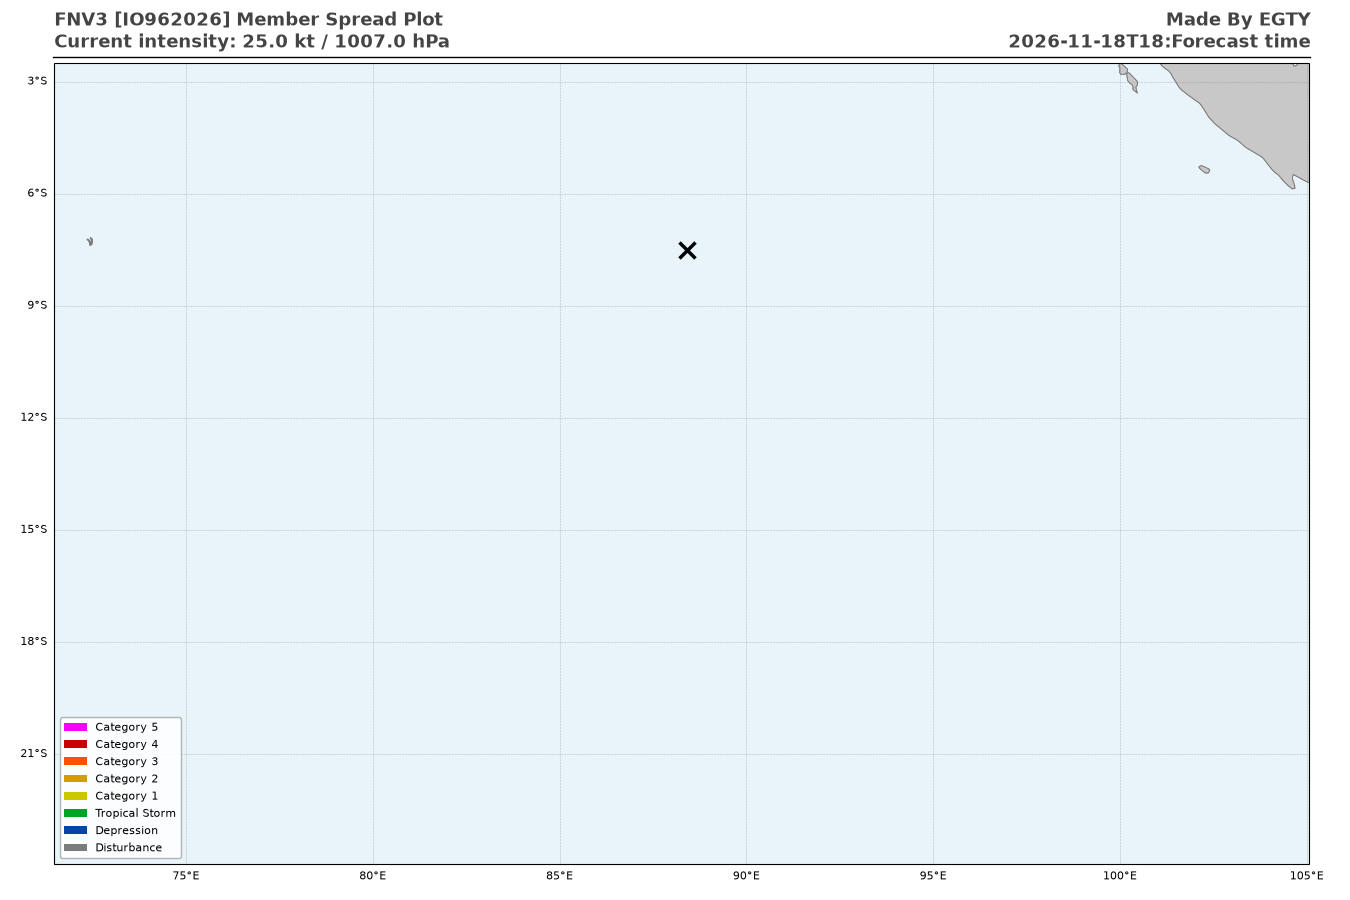 FNV3 [IO962026] Member Spread Plot
Made By EGTY
Current intensity: 25.0 kt / 1007.0 hPa
2026-11-18T18:Forecast time
3°S
6°S
9°S
12°S
15°S
18°S
21°S
Category 5
Category 4
Category 3
Category 2
Category 1
Tropical Storm
Depression
Disturbance
75°E
80°E
85°E
90°E
95°E
100°E
105°E